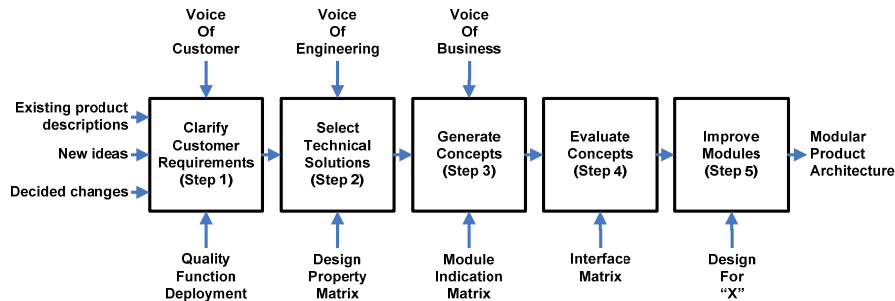 Voice
Of
Customer
Voice
Of
Engineering
Voice
Of
Business
Existing product
descriptions
New ideas
Decided changes
Clarify
Customer
Requirements
(Step 1)
Select
Technical
Solutions
(Step 2)
Generate
Concepts
(Step 3)
Evaluate
Concepts
(Step 4)
Improve
Modules
(Step 5)
Modular
Product
Architecture
Quality
Function
Deployment
Design
Property
Matrix
Module
Indication
Matrix
Interface
Matrix
Design
For
“X”